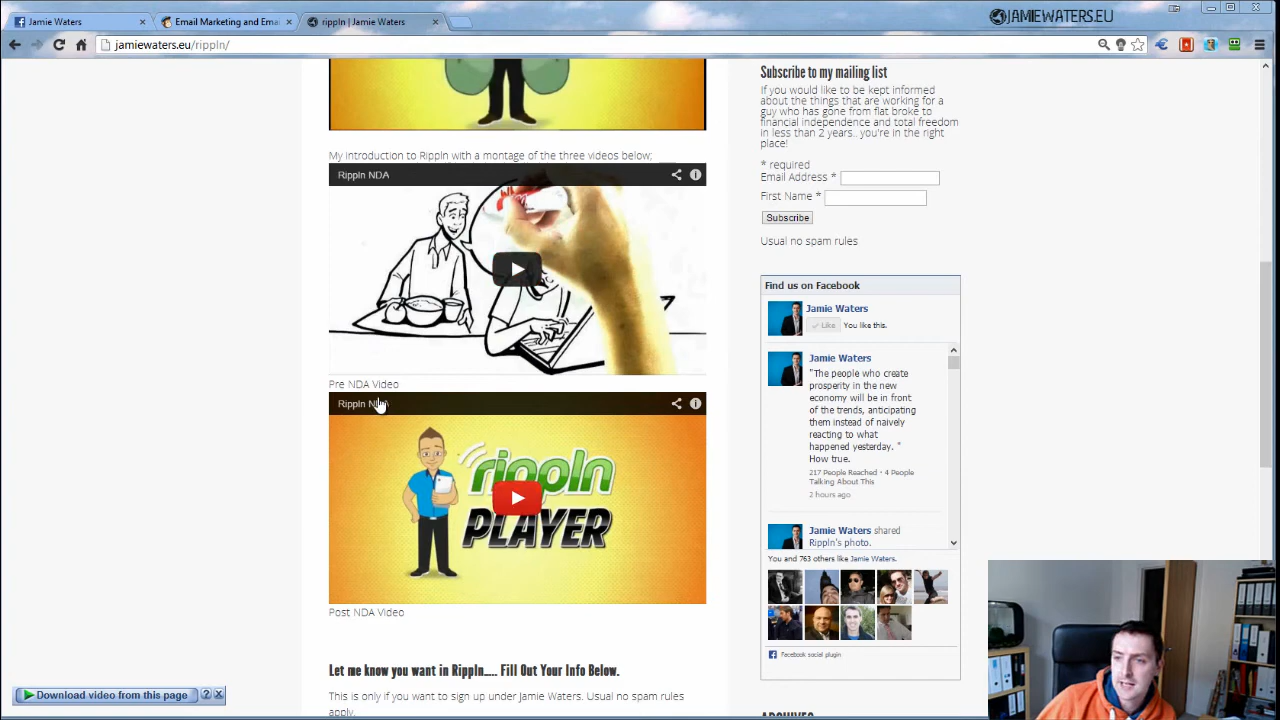 Jamie Waters
Email Marketing and Emai
rippln | Jamie Waters
JAMIEWATERS.EU
jamiewaters.eu/rippln/
My introduction to Rippln with a montage of the three videos below;
Rippln NDA
Pre NDA Video
Rippln NDA
rippln
PLAYER
Post NDA Video
Let me know you want in Rippln..... Fill Out Your Info Below.
This is only if you want to sign up under Jamie Waters. Usual no spam rules
apply.
Subscribe to my mailing list
If you would like to be kept informed
about the things that are working for a
guy who has gone from flat broke to
financial independence and total freedom
in less than 2 years.. you're in the right
place!
* required
Email Address *
First Name *
Subscribe
Usual no spam rules
Find us on Facebook
Jamie Waters
Like You like this.
Jamie Waters
"The people who create
prosperity in the new
economy will be in front
of the trends, anticipating
them instead of naively
reacting to what
happened yesterday. "
How true.
217 People Reached • 4 People
Talking About This
2 hours ago
Jamie Waters shared
Rippln's photo.
You and 763 others like Jamie Waters.
Facebook social plugin
ARCHIVES
Download video from this page